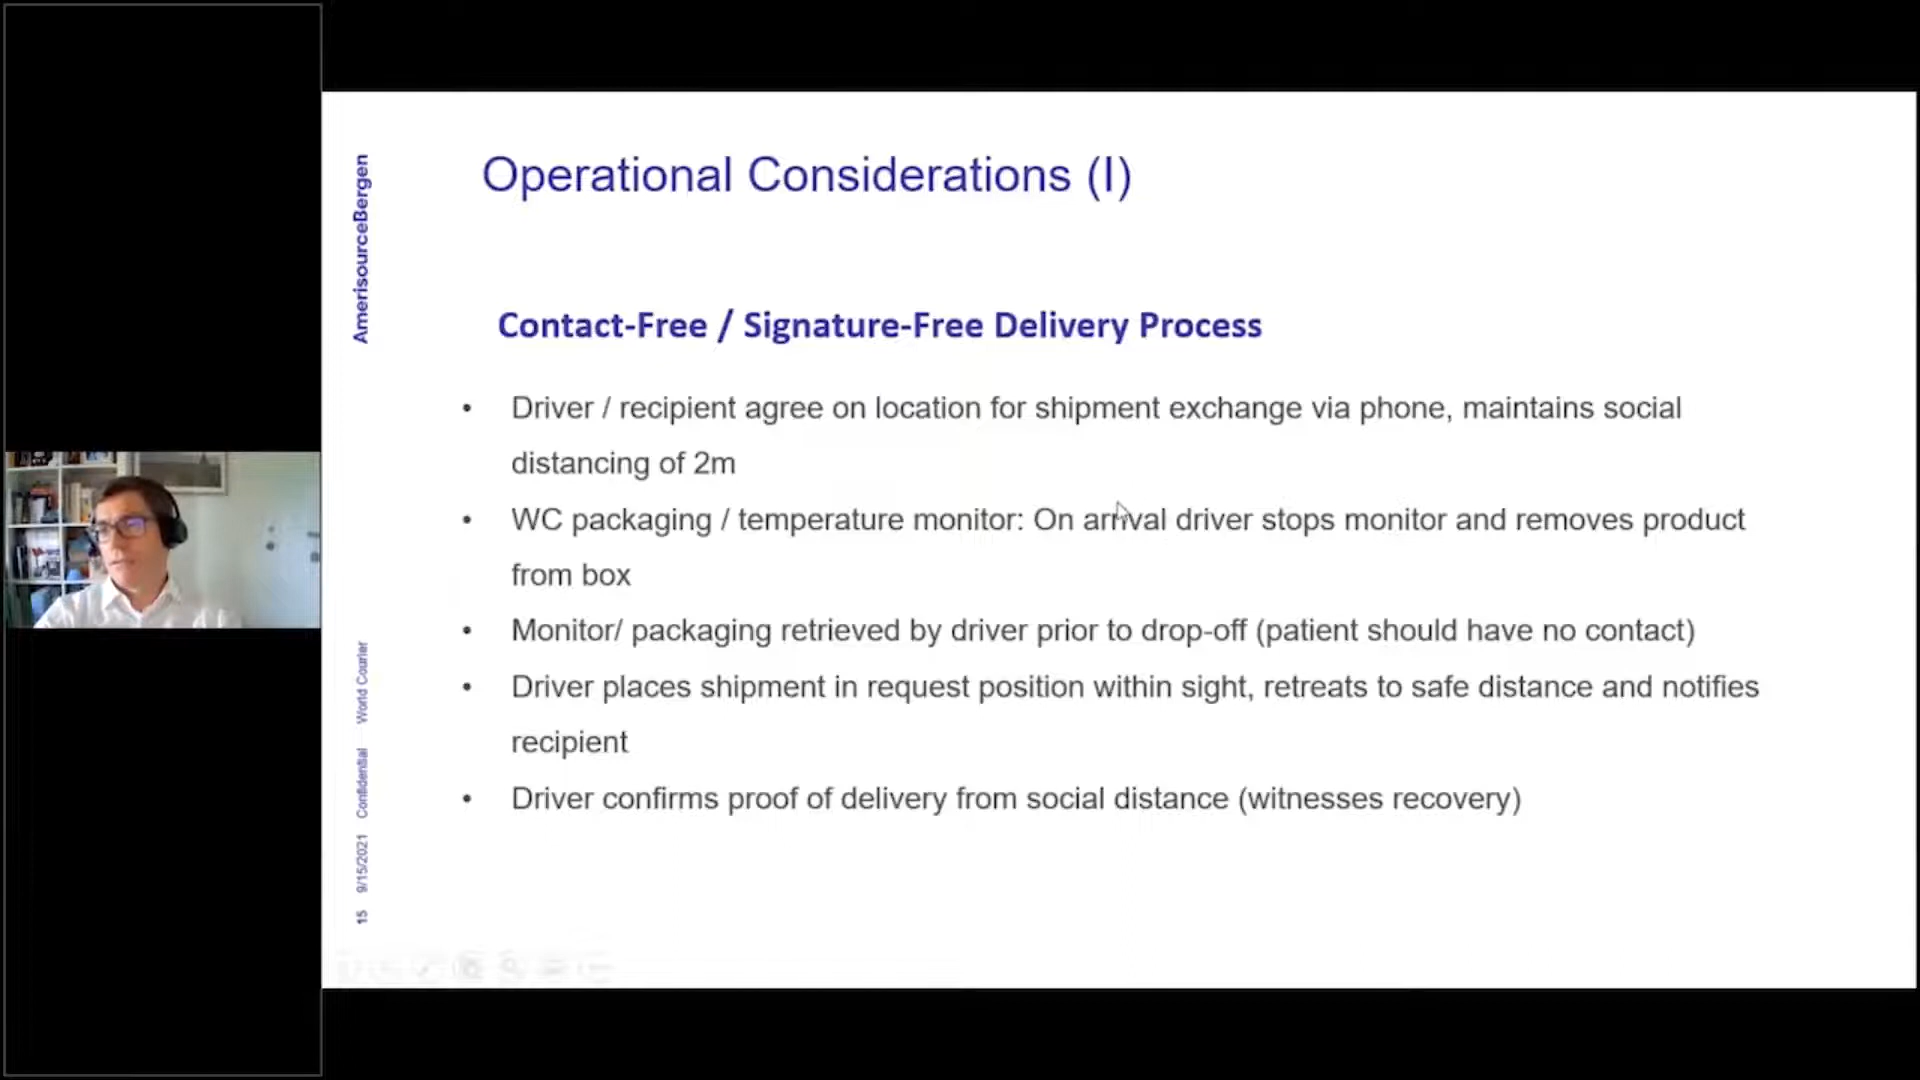 AmerisourceBergen
Operational Considerations (I)
Contact-Free / Signature-Free Delivery Process
• Driver / recipient agree on location for shipment exchange via phone, maintains social
distancing of 2m
• WC packaging / temperature monitor: On arrival driver stops monitor and removes product
from box
• Monitor/ packaging retrieved by driver prior to drop-off (patient should have no contact)
• Driver places shipment in request position within sight, retreats to safe distance and notifies
recipient
• Driver confirms proof of delivery from social distance (witnesses recovery)
15 9/15/2021 Confidential World Courier